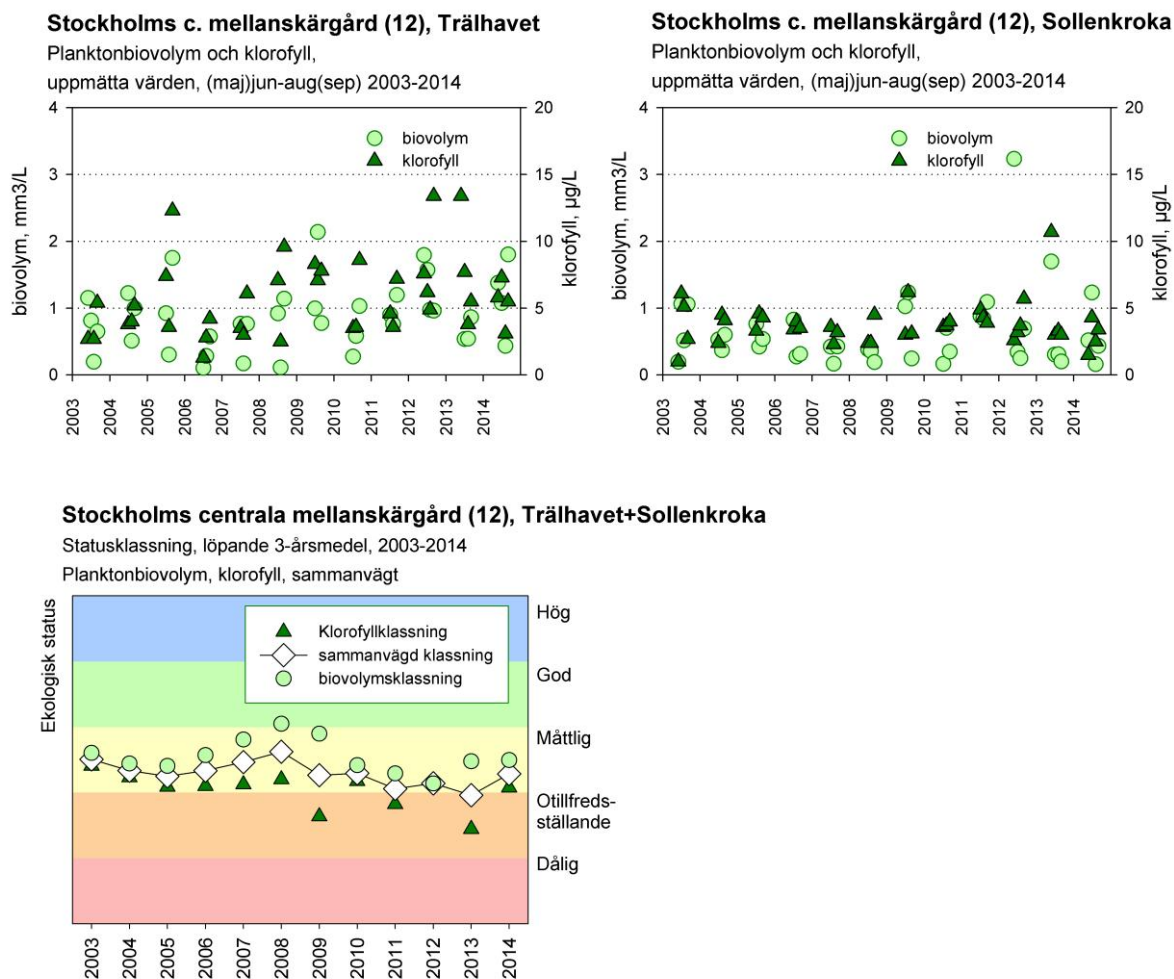 Stockholms c. mellanskärgård (12), Trälhavet
Planktonbiovolym och klorofyll,
uppmätta värden, (maj)jun-aug(sep) 2003-2014
biovolym, mm3/L
4
3
2
1
0
biovolym
klorofyll
20
15
10
5
0
klorofyll, µg/L
2003
2004
2005
2006
2007
2008
2009
2010
2011
2012
2013
2014
Stockholms c. mellanskärgård (12), Sollenkroka
Planktonbiovolym och klorofyll,
uppmätta värden, (maj)jun-aug(sep) 2003-2014
biovolym, mm3/L
4
3
2
1
0
biovolym
klorofyll
20
15
10
5
0
klorofyll, µg/L
2003
2004
2005
2006
2007
2008
2009
2010
2011
2012
2013
2014
Stockholms centrala mellanskärgård (12), Trälhavet+Sollenkroka
Statusklassning, löpande 3-årsmedel, 2003-2014
Planktonbiovolym, klorofyll, sammanvägt
Ekologisk status
Klorofyllklassning
sammanvägd klassning
biovolymsklassning
Hög
God
Måttlig
Otillfreds-
ställande
Dålig
2003
2004
2005
2006
2007
2008
2009
2010
2011
2012
2013
2014